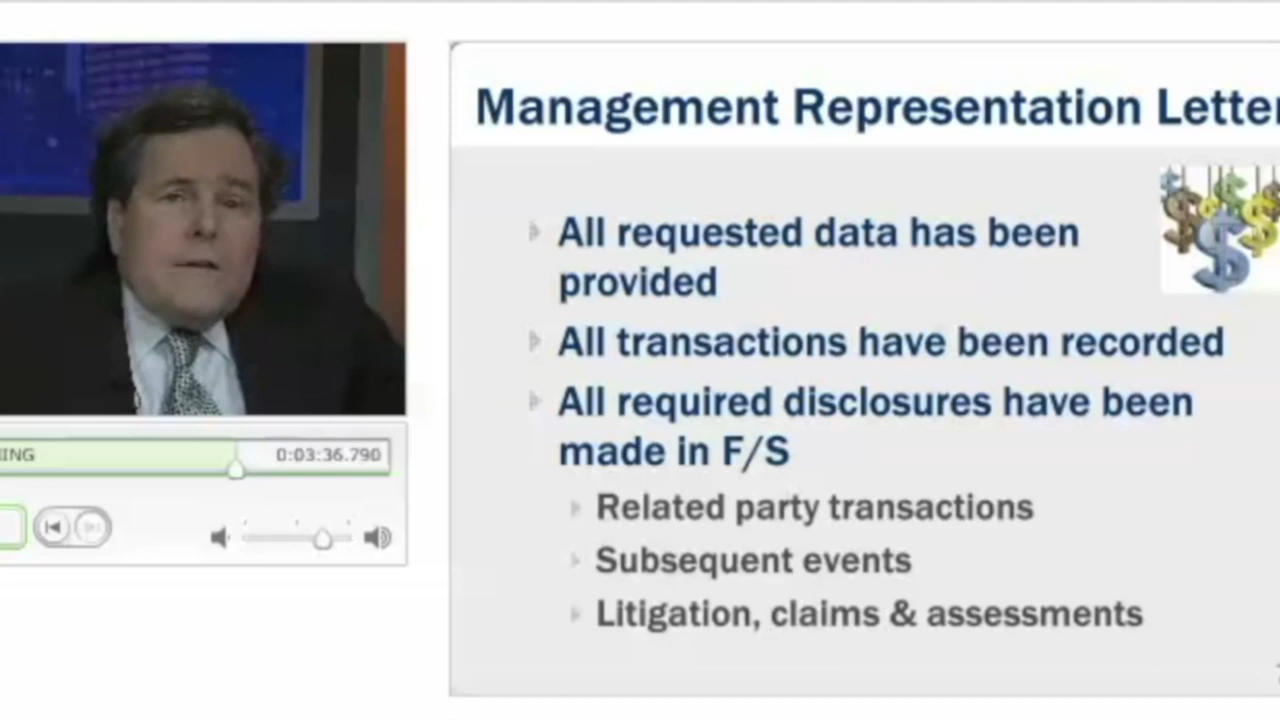 Management Representation Lette
All requested data has been
provided
All transactions have been recorded
All required disclosures have been
made in F/S
Related party transactions
Subsequent events
Litigation, claims & assessments
ING
0:03:36.790